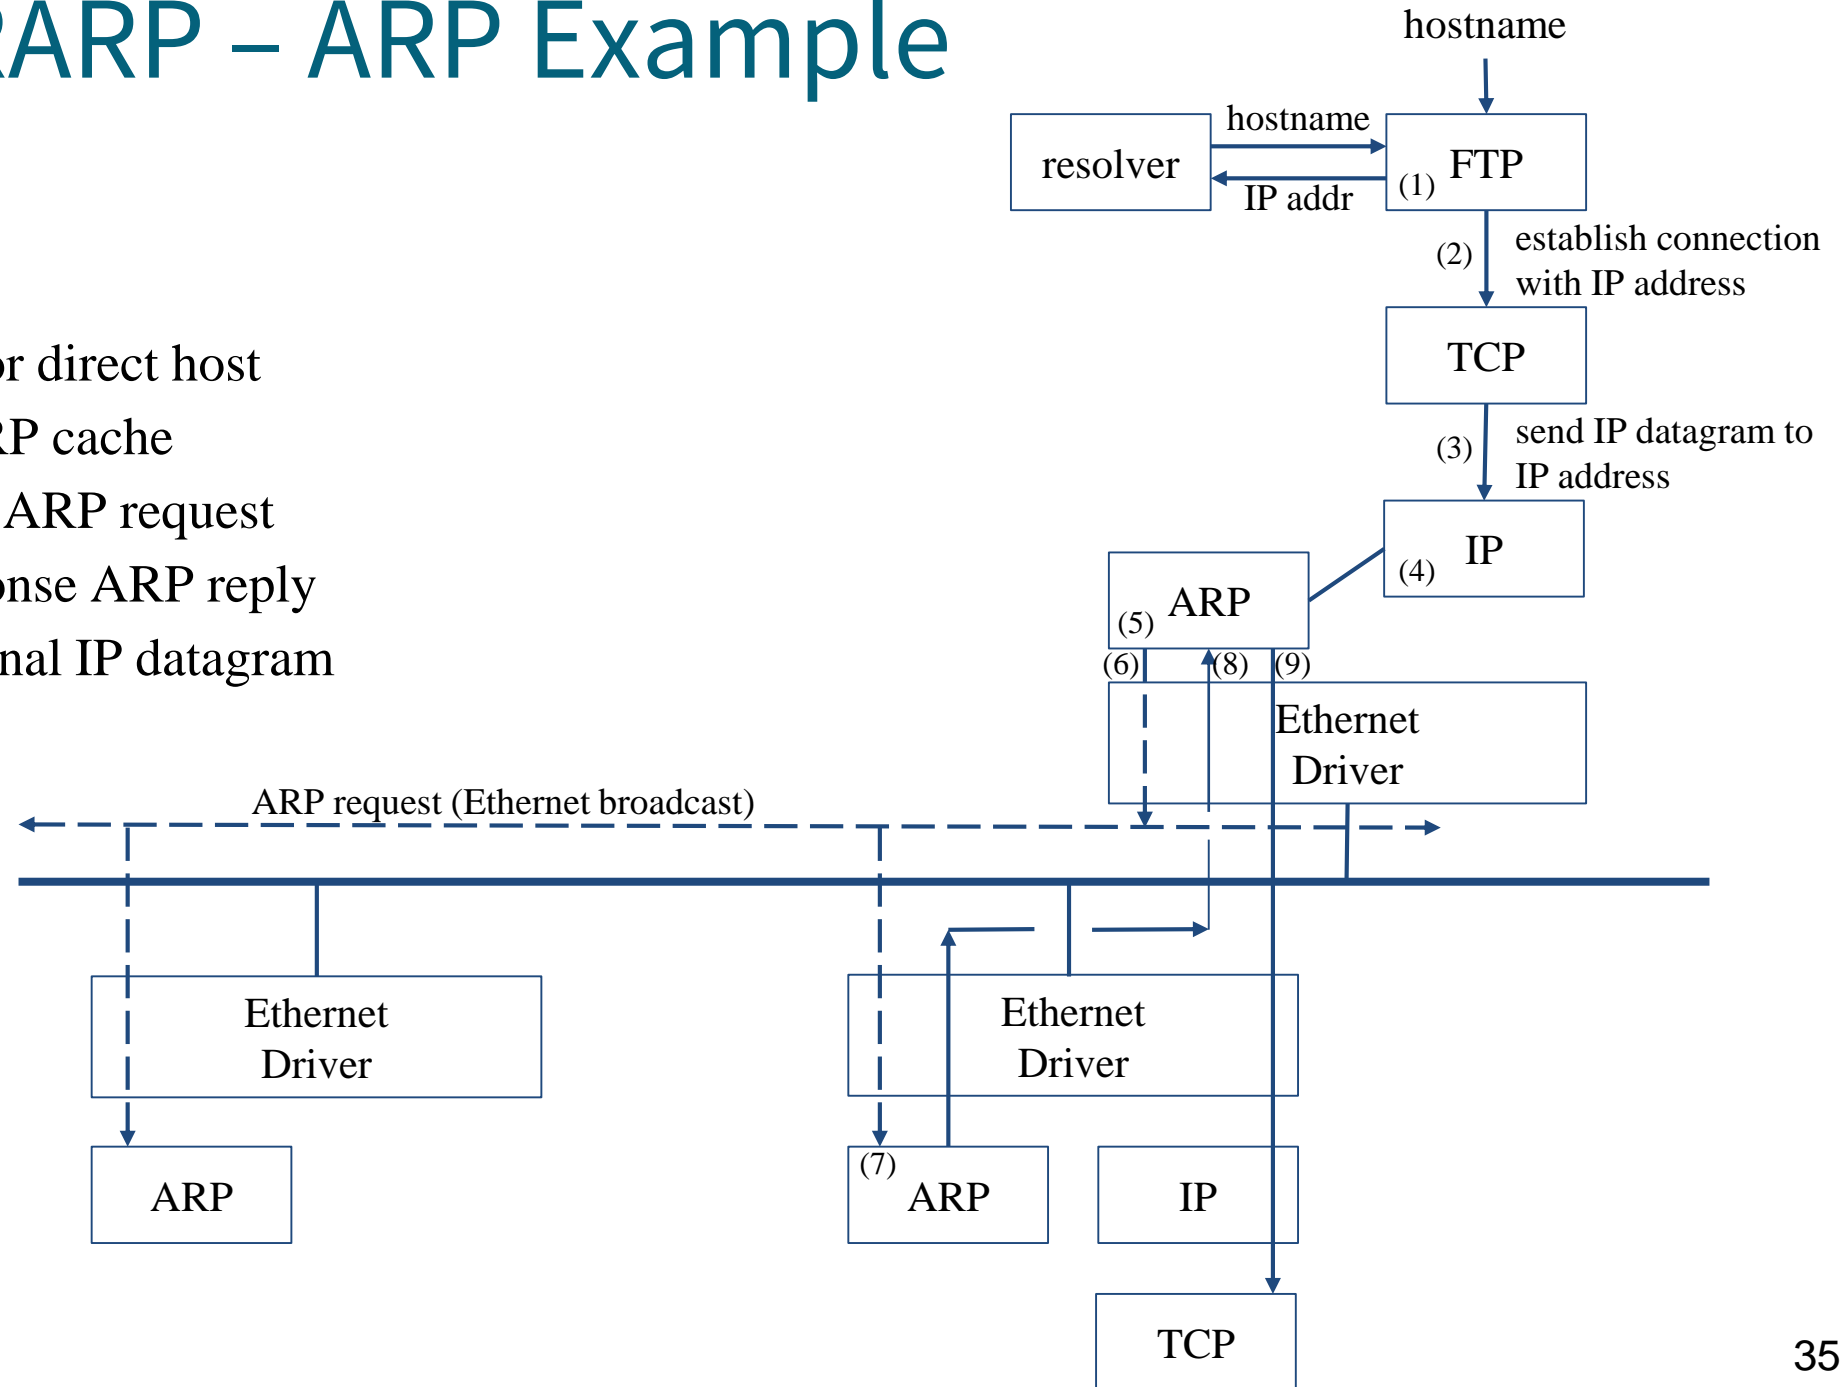 RARP – ARP Example
or direct host
RP cache
ARP request
onse ARP reply
nal IP datagram
hostname
hostname
resolver
FTP
(1)
IP addr
(2)
establish connection
with IP address
TCP
(3)
send IP datagram to
IP address
IP
(4)
ARP
(5)
(6)
(8)
(9)
Ethernet
Driver
ARP request (Ethernet broadcast)
Ethernet
Driver
Ethernet
Driver
ARP
(7)
ARP
IP
TCP
35